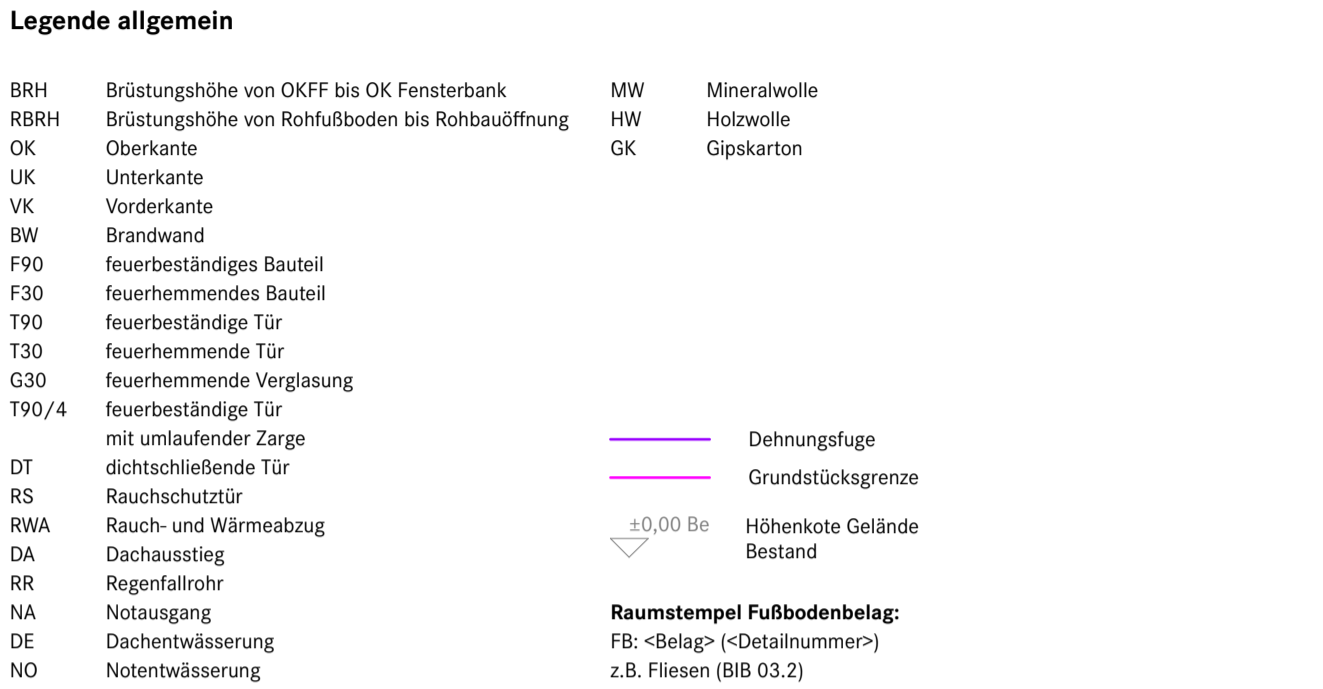 Legende allgemein
BRH Brüstungshöhe von OKFF bis OK Fensterbank
RBRH Brüstungshöhe von Rohfußboden bis Rohbauöffnung
OK Oberkante
UK Unterkante
VK Vorderkante
BW Brandwand
F90 feuerbeständiges Bauteil
F30 feuerhemmendes Bauteil
T90 feuerbeständige Tür
T30 feuerhemmende Tür
G30 feuerhemmende Verglasung
T90/4 feuerbeständige Tür
mit umlaufender Zarge
DT dichtschließende Tür
RS Rauchschutztür
RWA Rauch- und Wärmeabzug
DA Dachausstieg
RR Regenfallrohr
NA Notausgang
DE Dachentwässerung
NO Notentwässerung
MW Mineralwolle
HW Holzwolle
GK Gipskarton
Dehnungsfuge
Grundstücksgrenze
±0,00 Be Höhenkote Gelände
Bestand
Raumstempel Fußbodenbelag:
FB: <Belag> (<Detailnummer>)
z.B. Fliesen (BIB 03.2)